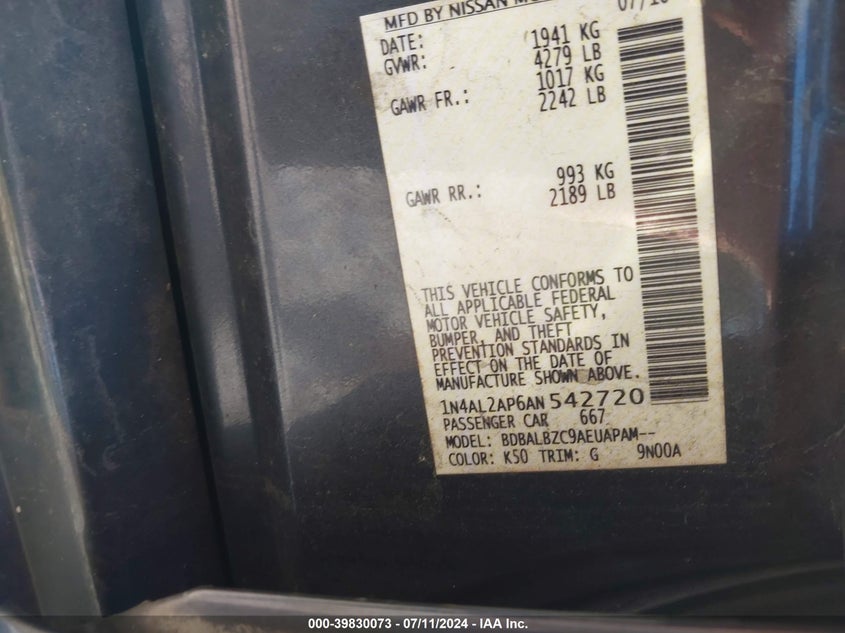 MFD BY NISSAN
DATE: 07/10
GVWR: 1941 KG
4279 LB
GAWR FR.: 1017 KG
2242 LB
GAWR RR.: 993 KG
2189 LB
THIS VEHICLE CONFORMS TO
ALL APPLICABLE FEDERAL
MOTOR VEHICLE SAFETY,
BUMPER, AND THEFT
PREVENTION STANDARDS IN
EFFECT ON THE DATE OF
MANUFACTURE SHOWN ABOVE.
1N4AL2AP6AN542720
PASSENGER CAR 667
MODEL: BDBALBZC9AEUAPAM--
COLOR: K50 TRIM: G 9N00A
000-39830073 - 07/11/2024 - IAA Inc.